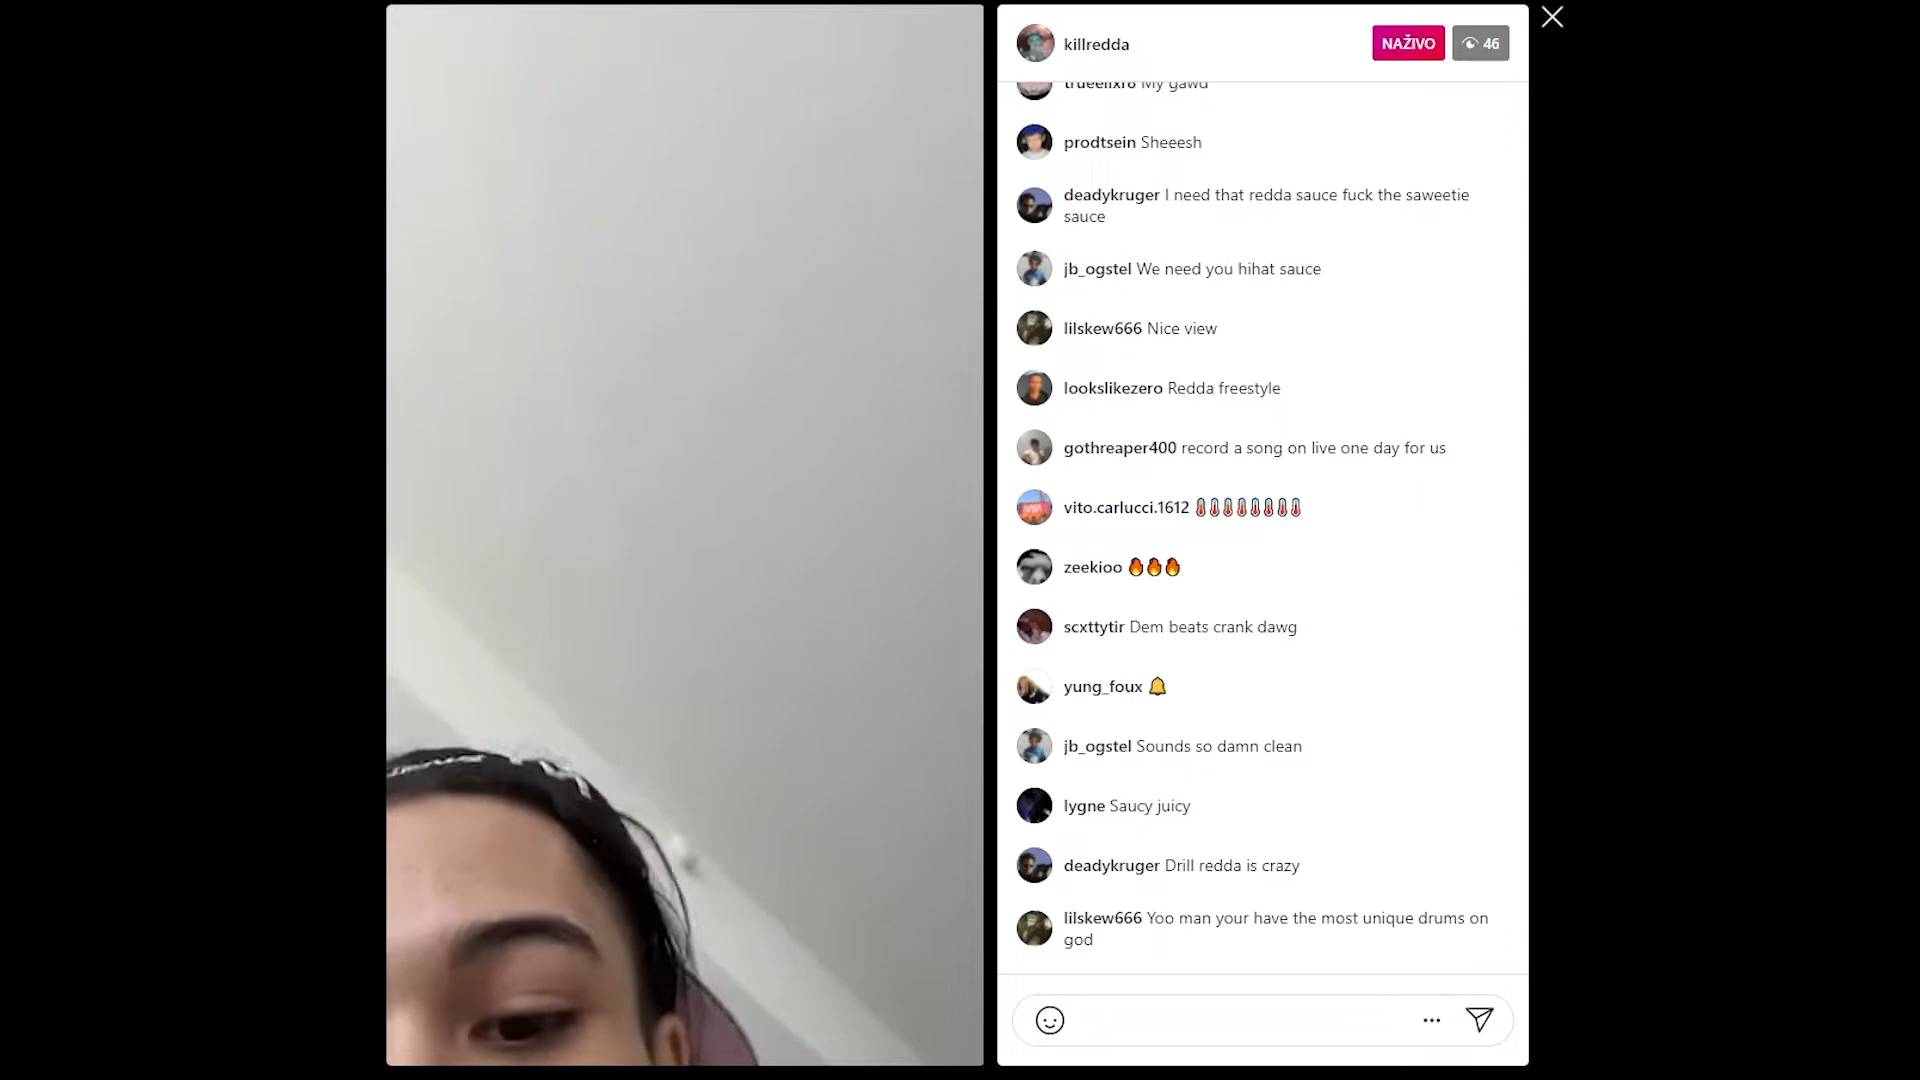 killredda
NAŽIVO
46
trueelixr6 My gawd
prodtsein Sheeesh
deadykruger I need that redda sauce fuck the saweetie
sauce
jb_ogstel We need you hihat sauce
lilskew666 Nice view
lookslikezero Redda freestyle
gothreaper400 record a song on live one day for us
vito.carlucci.1612 🌡🌡🌡🌡🌡🌡🌡🌡
zeekioo 🔥🔥🔥
scxttytir Dem beats crank dawg
yung_foux 🔔
jb_ogstel Sounds so damn clean
lygne Saucy juicy
deadykruger Drill redda is crazy
lilskew666 Yoo man your have the most unique drums on
god